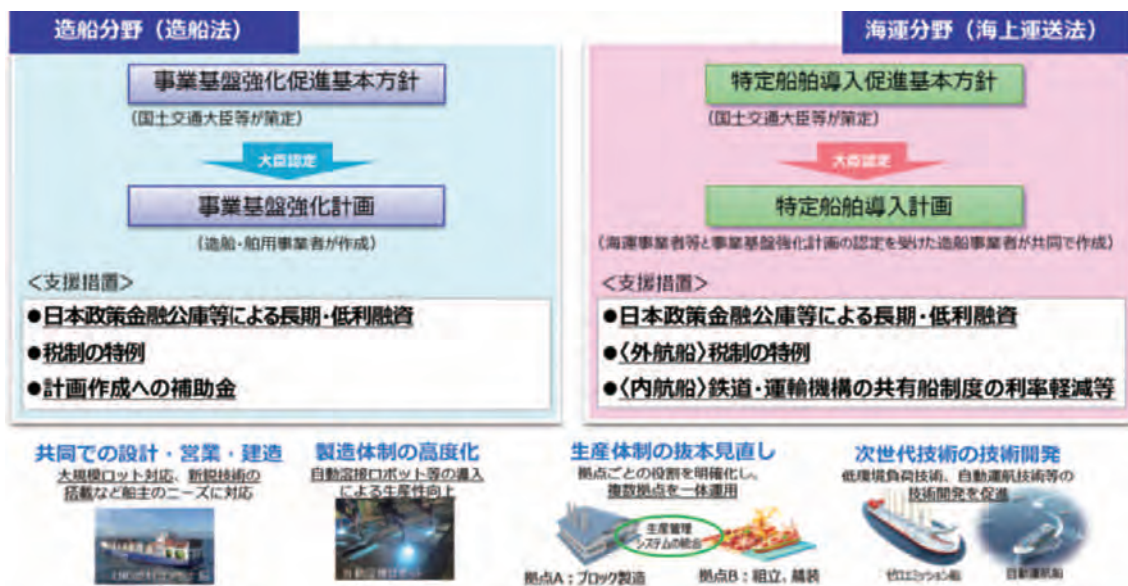 造船分野（造船法）
事業基盤強化促進基本方針
（国土交通大臣等が策定）
大臣認定
事業基盤強化計画
（造船・舶用事業者が作成）
＜支援措置＞
●日本政策金融公庫等による長期・低利融資
●税制の特例
●計画作成への補助金
海運分野（海上運送法）
特定船舶導入促進基本方針
（国土交通大臣等が策定）
大臣認定
特定船舶導入計画
（海運事業者等と事業基盤強化計画の認定を受けた造船事業者が共同で作成）
＜支援措置＞
●日本政策金融公庫等による長期・低利融資
●〈外航船〉税制の特例
●〈内航船〉鉄道・運輸機構の共有船制度の利率軽減等
共同での設計・営業・建造
大規模ロット対応、新鋭技術の
搭載など船主のニーズに対応
製造体制の高度化
自動溶接ロボット等の導入
による生産性向上
自動溶接ロボット
生産体制の抜本見直し
拠点ごとの役割を明確化し、
複数拠点を一体運用
生産管理
システムの統合
拠点A：ブロック製造
拠点B：組立、艤装
次世代技術の技術開発
低環境負荷技術、自動運航技術等の
技術開発を促進
ゼロエミッション船
自動運航船